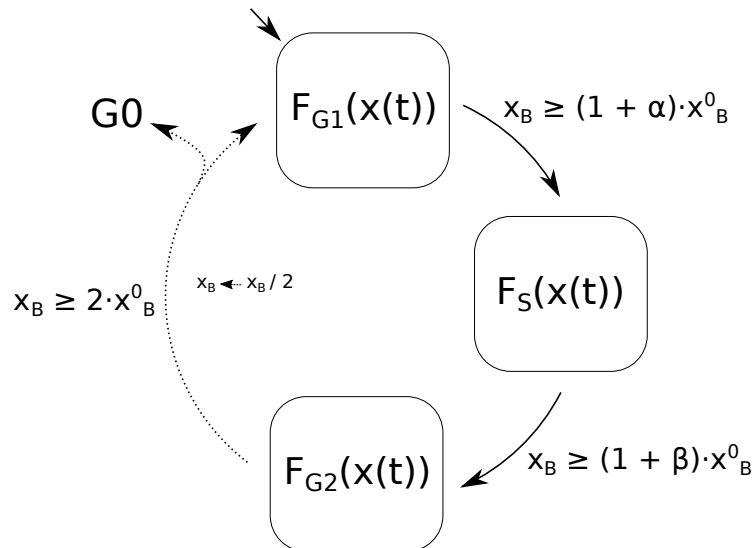 F_G1(x(t))
G0
x_B ≥ (1 + α)·x^0_B
x_B ≥ 2·x^0_B
x_B ← x_B / 2
F_S(x(t))
F_G2(x(t))
x_B ≥ (1 + β)·x^0_B